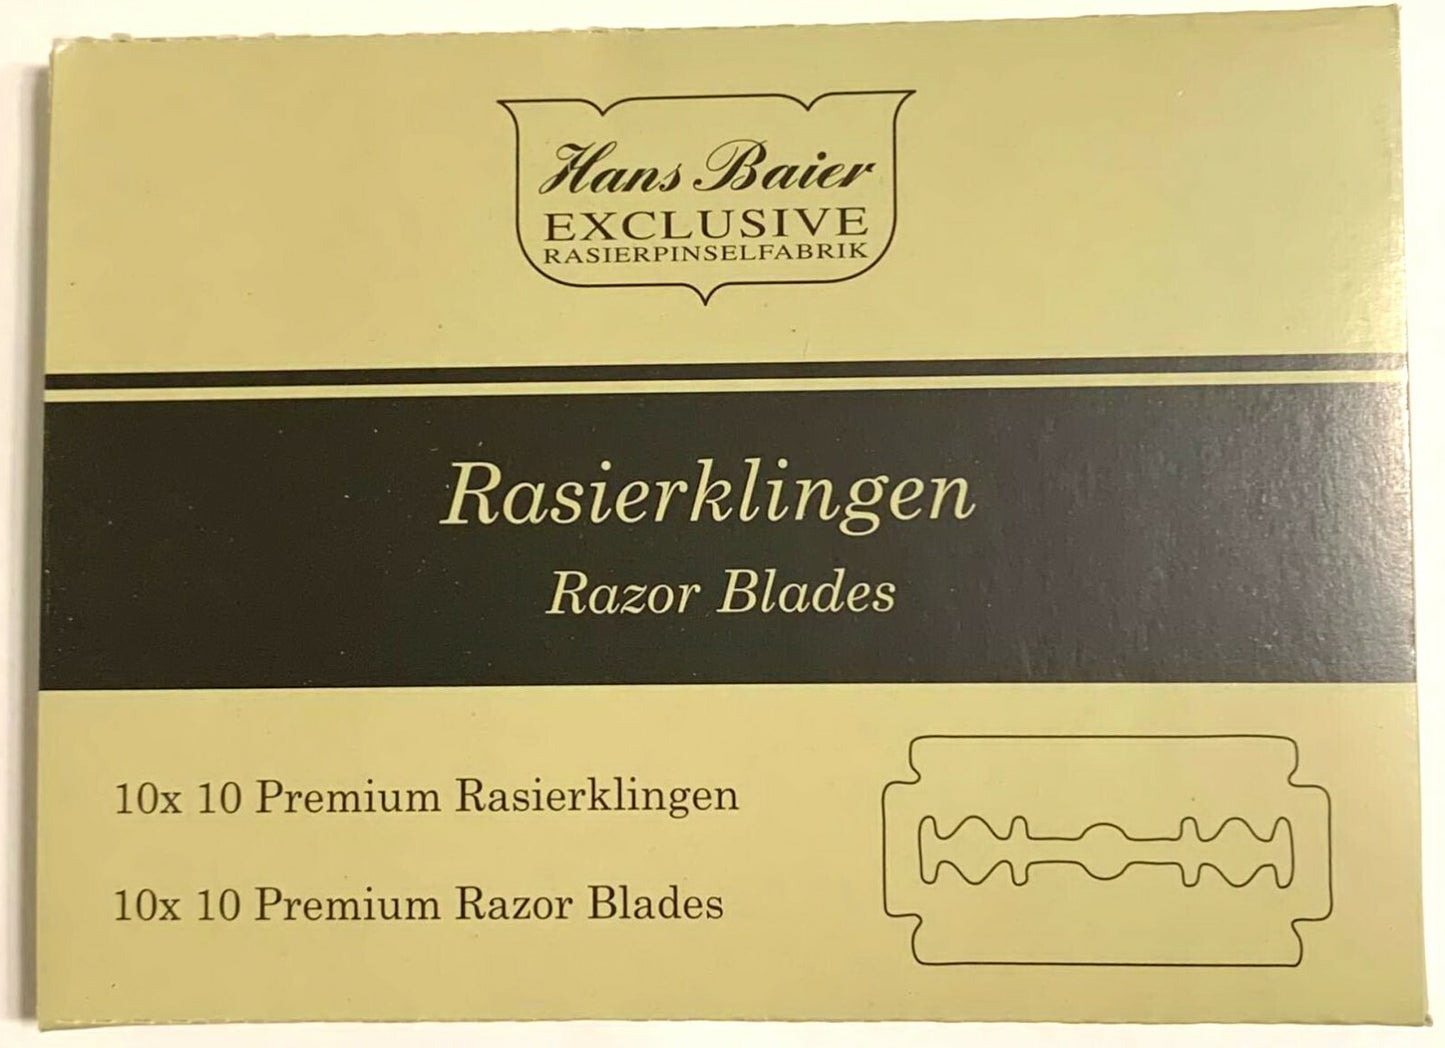 Hans Baier
EXCLUSIVE
RASIERPINSELFABRIK
Rasierklingen
Razor Blades
10x 10 Premium Rasierklingen
10x 10 Premium Razor Blades